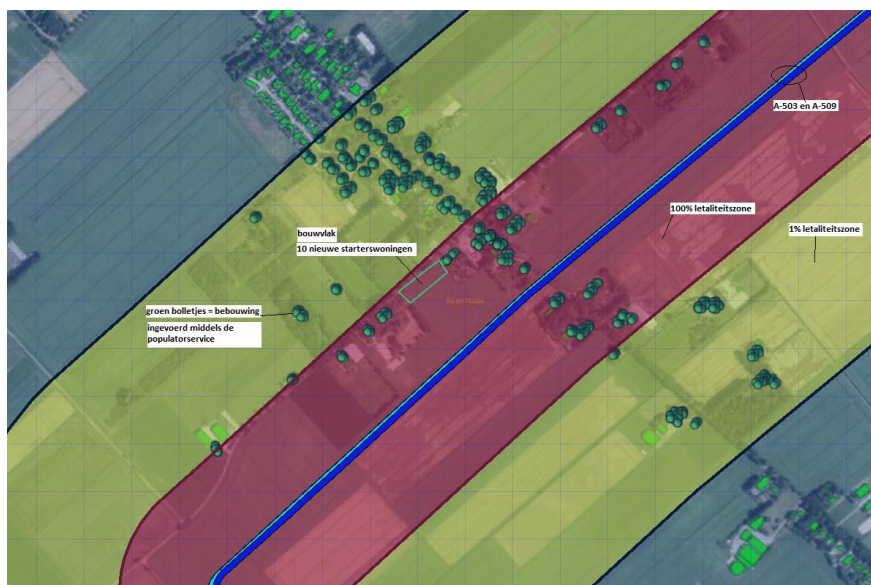 A-503 en A-509
100% letaliteitszone
1% letaliteitszone
bouwvlak
10 nieuwe starterswoningen
groen bolletjes = bebouwing
ingevoerd middels de
populatorservice